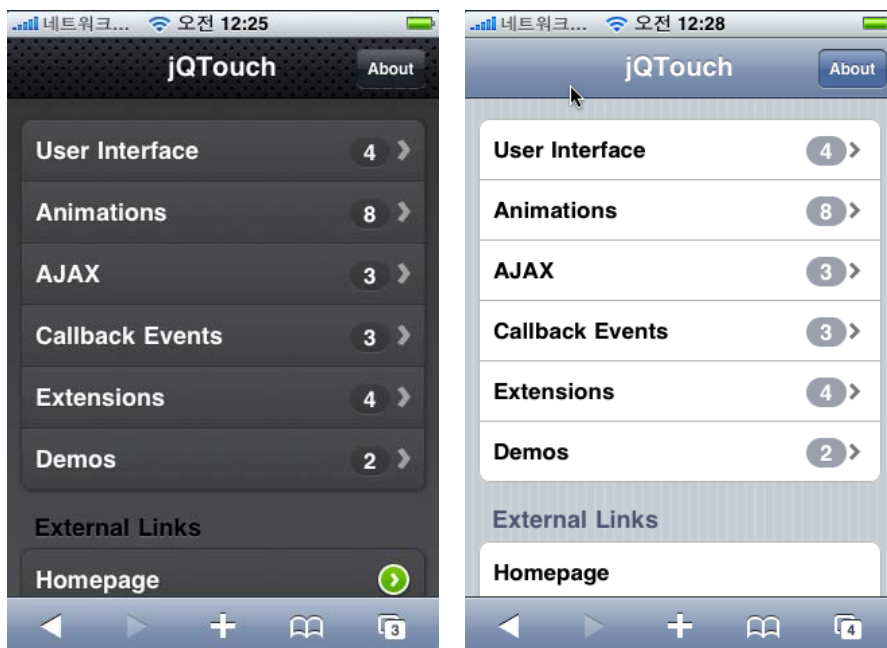 네트워크... 오전 12:25
jQTouch About
User Interface 4
Animations 8
AJAX 3
Callback Events 3
Extensions 4
Demos 2
External Links
Homepage
3
네트워크... 오전 12:28
jQTouch About
User Interface 4
Animations 8
AJAX 3
Callback Events 3
Extensions 4
Demos 2
External Links
Homepage
4